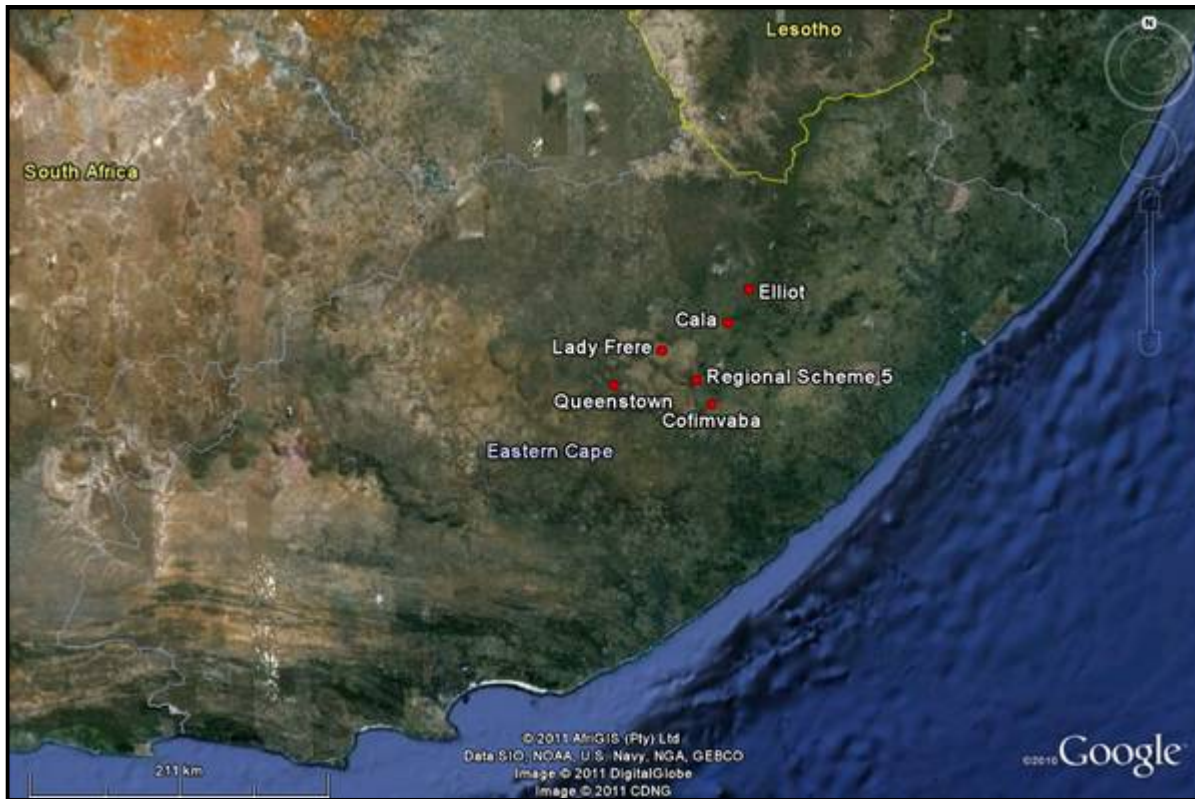 Lesotho
N
South Africa
Elliot
Cala
Lady Frere
Regional Scheme 5
Queenstown
Cofimvaba
Eastern Cape
© 2011 AfriGIS (Pty) Ltd
Data SIO, NOAA, U.S. Navy, NGA, GEBCO
Image © 2011 DigitalGlobe
Image © 2011 CDNG
©2010 Google
211 km